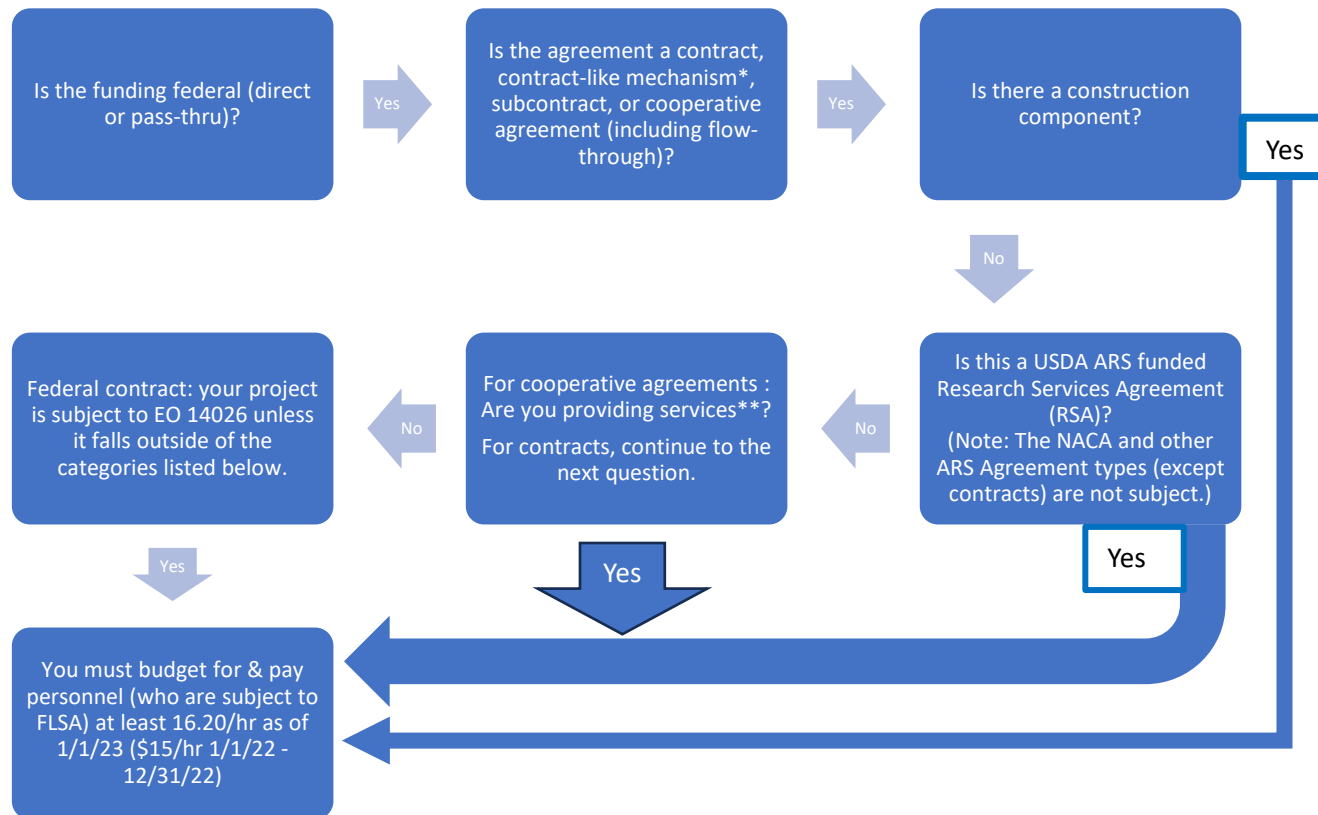 Is the funding federal (direct
or pass-thru)?
Yes
Is the agreement a contract,
contract-like mechanism*,
subcontract, or cooperative
agreement (including flow-
through)?
Yes
Is there a construction
component?
Yes
No
Is this a USDA ARS funded
Research Services Agreement
(RSA)?
(Note: The NACA and other
ARS Agreement types (except
contracts) are not subject.)
Yes
No
For cooperative agreements :
Are you providing services**?
For contracts, continue to the
next question.
Yes
No
Federal contract: your project
is subject to EO 14026 unless
it falls outside of the
categories listed below.
Yes
You must budget for & pay
personnel (who are subject to
FLSA) at least 16.20/hr as of
1/1/23 ($15/hr 1/1/22 -
12/31/22)